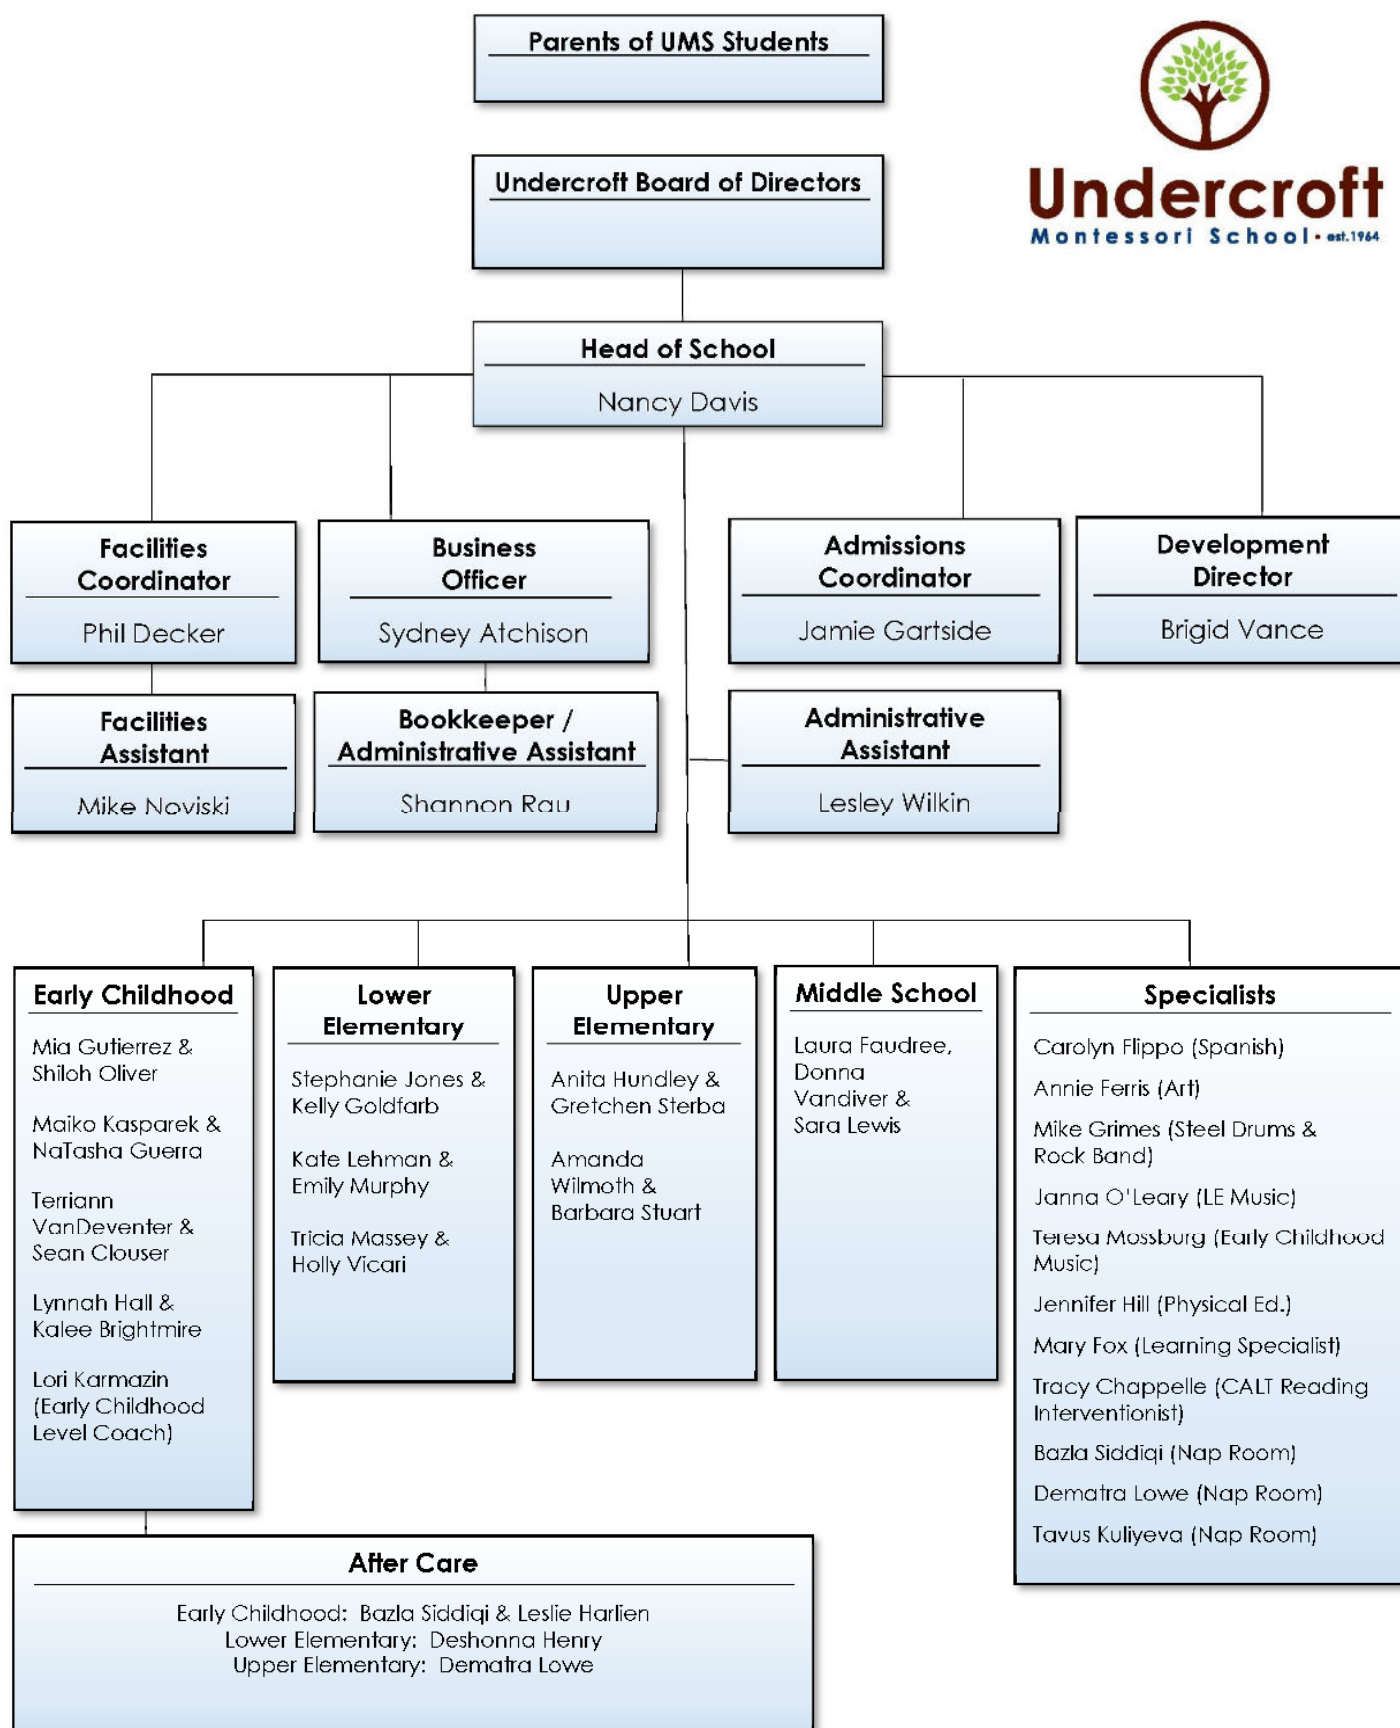 Parents of UMS Students
Undercroft
Montessori School • est.1964
Undercroft Board of Directors
Head of School
Nancy Davis
Facilities
Coordinator
Phil Decker
Business
Officer
Sydney Atchison
Admissions
Coordinator
Jamie Gartside
Development
Director
Brigid Vance
Facilities
Assistant
Mike Noviski
Bookkeeper /
Administrative Assistant
Shannon Rau
Administrative
Assistant
Lesley Wilkin
Early Childhood
Mia Gutierrez &
Shiloh Oliver
Maiko Kasparek &
NaTasha Guerra
Terriann
VanDeventer &
Sean Clouser
Lynnah Hall &
Kalee Brightmire
Lori Karmazin
(Early Childhood
Level Coach)
Lower
Elementary
Stephanie Jones &
Kelly Goldfarb
Kate Lehman &
Emily Murphy
Tricia Massey &
Holly Vicari
Upper
Elementary
Anita Hundley &
Gretchen Sterba
Amanda
Wilmoth &
Barbara Stuart
Middle School
Laura Faudree,
Donna
Vandiver &
Sara Lewis
Specialists
Carolyn Flippo (Spanish)
Annie Ferris (Art)
Mike Grimes (Steel Drums &
Rock Band)
Janna O'Leary (LE Music)
Teresa Mossburg (Early Childhood
Music)
Jennifer Hill (Physical Ed.)
Mary Fox (Learning Specialist)
Tracy Chappelle (CALT Reading
Interventionist)
Bazla Siddiqi (Nap Room)
Dematra Lowe (Nap Room)
Tavus Kuliyeva (Nap Room)
After Care
Early Childhood: Bazla Siddiqi & Leslie Harlien
Lower Elementary: Deshonna Henry
Upper Elementary: Dematra Lowe